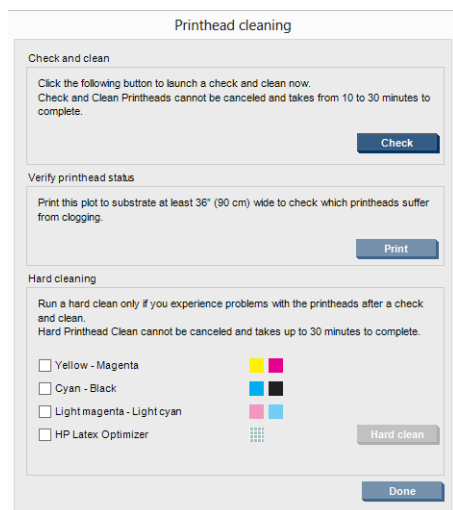 Printhead cleaning
Check and clean
Click the following button to launch a check and clean now.
Check and Clean Printheads cannot be canceled and takes from 10 to 30 minutes to
complete.
Check
Verify printhead status
Print this plot to substrate at least 36" (90 cm) wide to check which printheads suffer
from clogging.
Print
Hard cleaning
Run a hard clean only if you experience problems with the printheads after a check
and clean.
Hard Printhead Clean cannot be canceled and takes up to 30 minutes to complete.
Yellow - Magenta
Cyan - Black
Light magenta - Light cyan
HP Latex Optimizer
Hard clean
Done